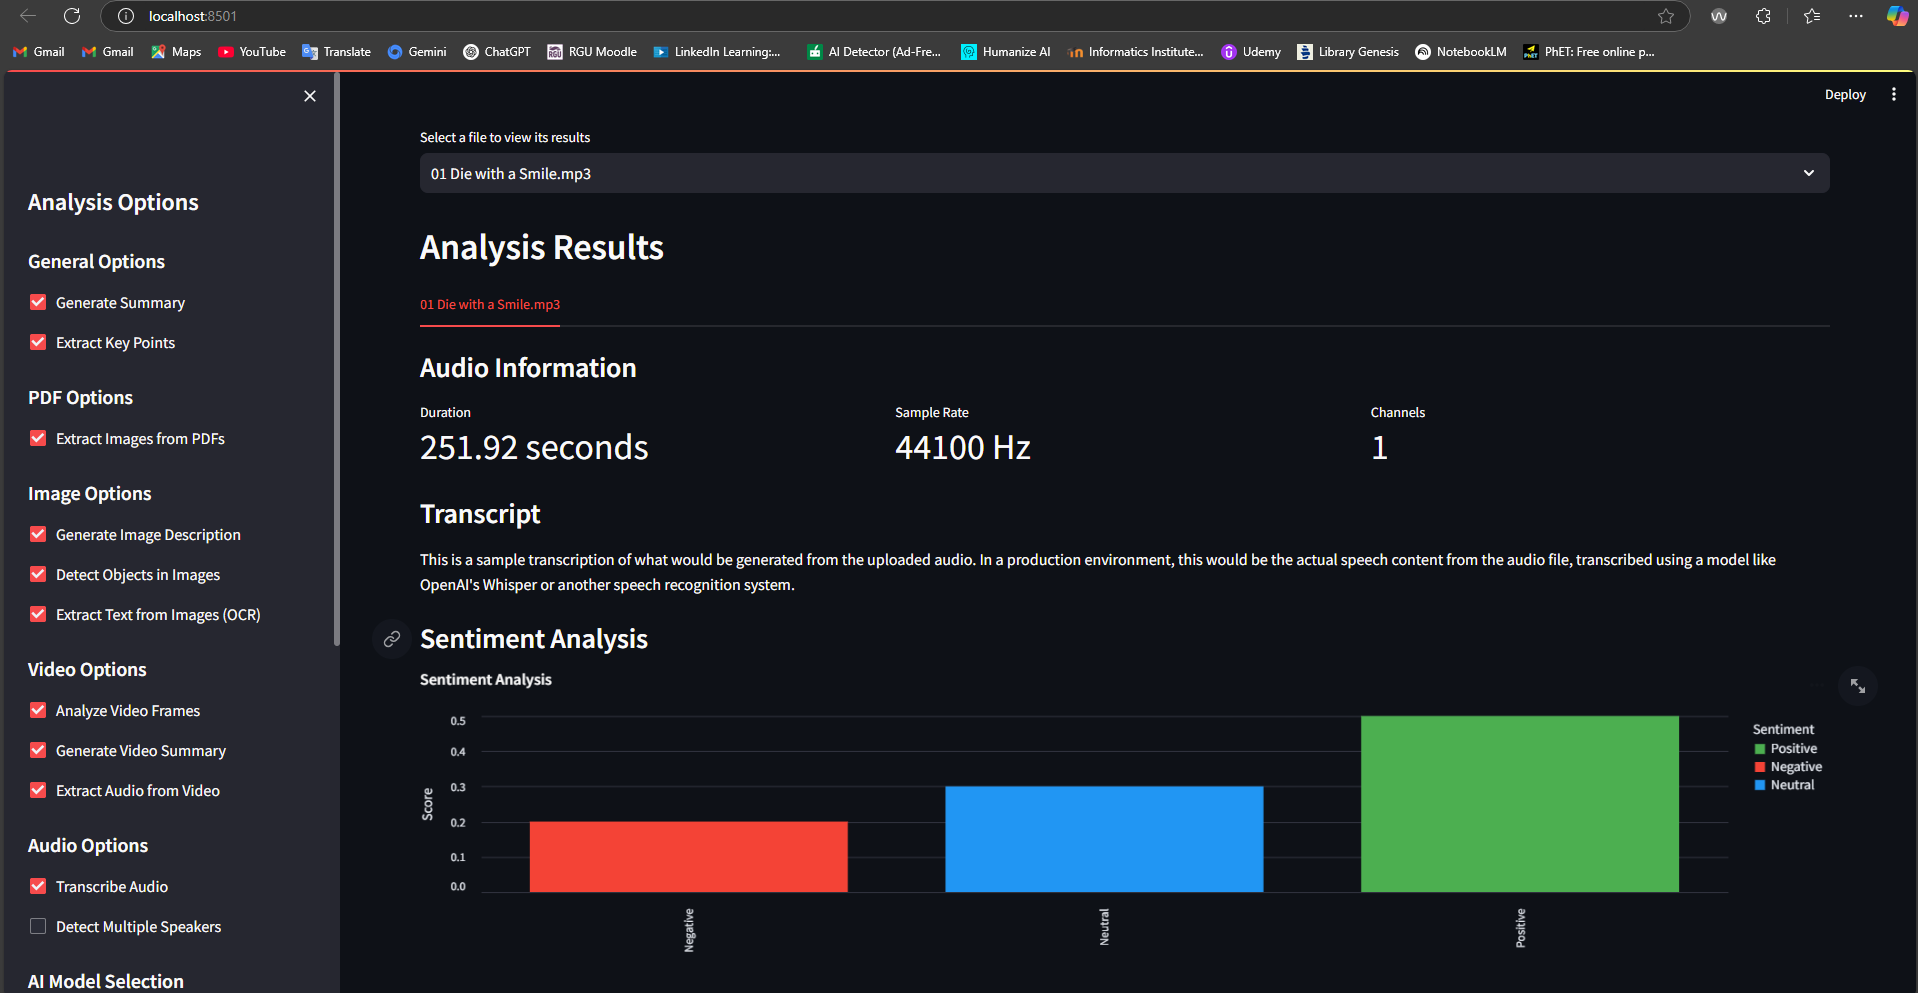 localhost:8501
Gmail
Gmail
Maps
YouTube
Translate
Gemini
ChatGPT
RGU Moodle
LinkedIn Learning:...
AI Detector (Ad-Fre...
Humanize AI
Informatics Institute...
Udemy
Library Genesis
NotebookLM
PhET: Free online p...
Deploy
Analysis Options
General Options
Generate Summary
Extract Key Points
PDF Options
Extract Images from PDFs
Image Options
Generate Image Description
Detect Objects in Images
Extract Text from Images (OCR)
Video Options
Analyze Video Frames
Generate Video Summary
Extract Audio from Video
Audio Options
Transcribe Audio
Detect Multiple Speakers
AI Model Selection
Select a file to view its results
01 Die with a Smile.mp3
Analysis Results
01 Die with a Smile.mp3
Audio Information
Duration
251.92 seconds
Sample Rate
44100 Hz
Channels
1
Transcript
This is a sample transcription of what would be generated from the uploaded audio. In a production environment, this would be the actual speech content from the audio file, transcribed using a model like
OpenAI's Whisper or another speech recognition system.
Sentiment Analysis
Sentiment Analysis
0.5
0.4
0.3
0.2
0.1
0.0
Score
Negative
Neutral
Positive
Sentiment
Positive
Negative
Neutral